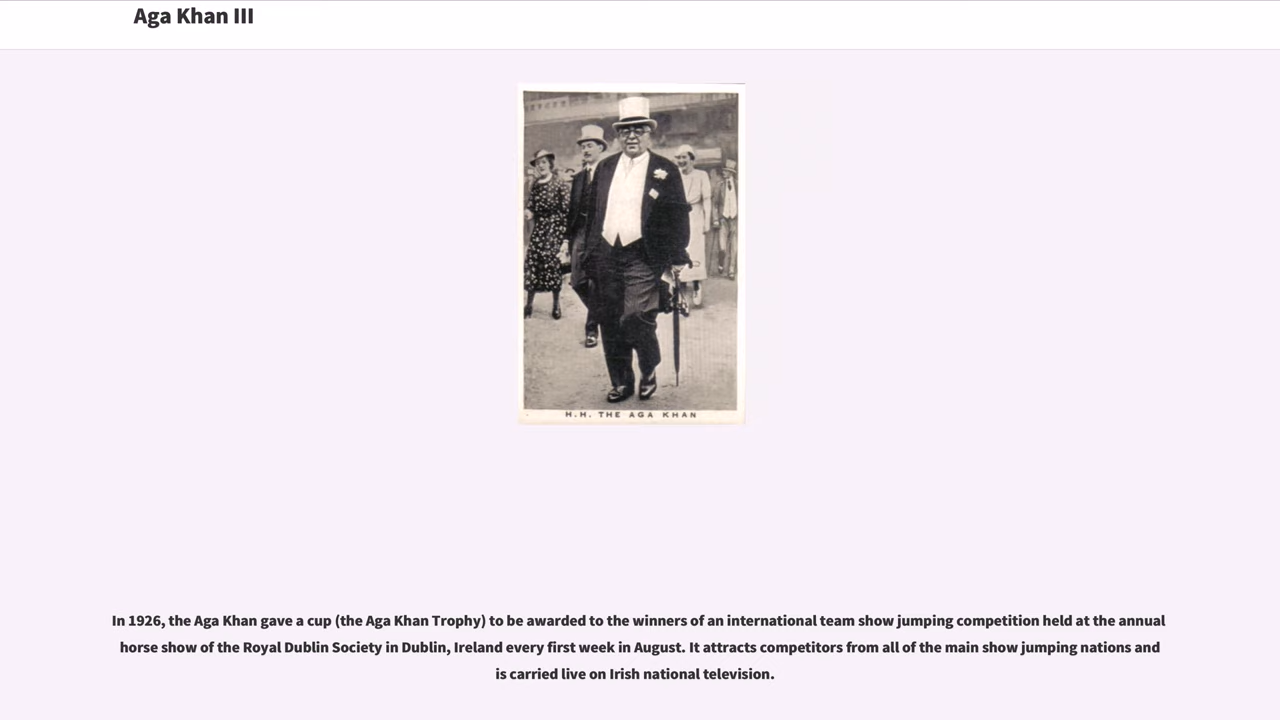 Aga Khan III
H.H. THE AGA KHAN
In 1926, the Aga Khan gave a cup (the Aga Khan Trophy) to be awarded to the winners of an international team show jumping competition held at the annual
horse show of the Royal Dublin Society in Dublin, Ireland every first week in August. It attracts competitors from all of the main show jumping nations and
is carried live on Irish national television.